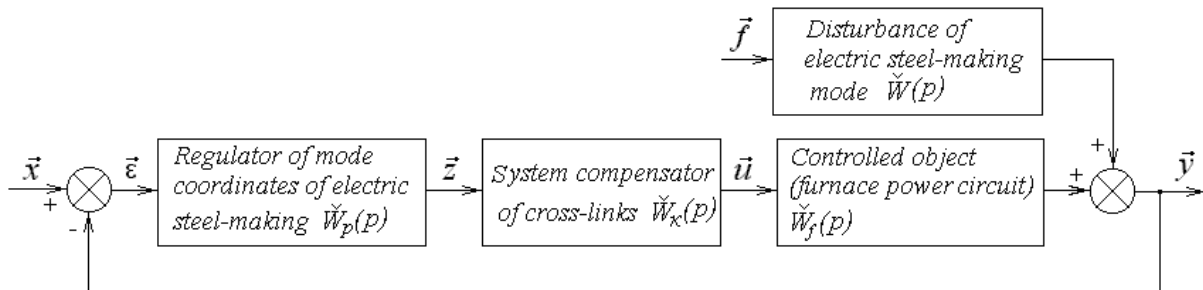 f⃗
Disturbance of
electric steel-making
mode W̌(p)
x⃗
+
-
ε⃗
Regulator of mode
coordinates of electric
steel-making W̌ₚ(p)
z⃗
System compensator
of cross-links W̌ₖ(p)
u⃗
Controlled object
(furnace power circuit)
W̌_f(p)
+
+
y⃗